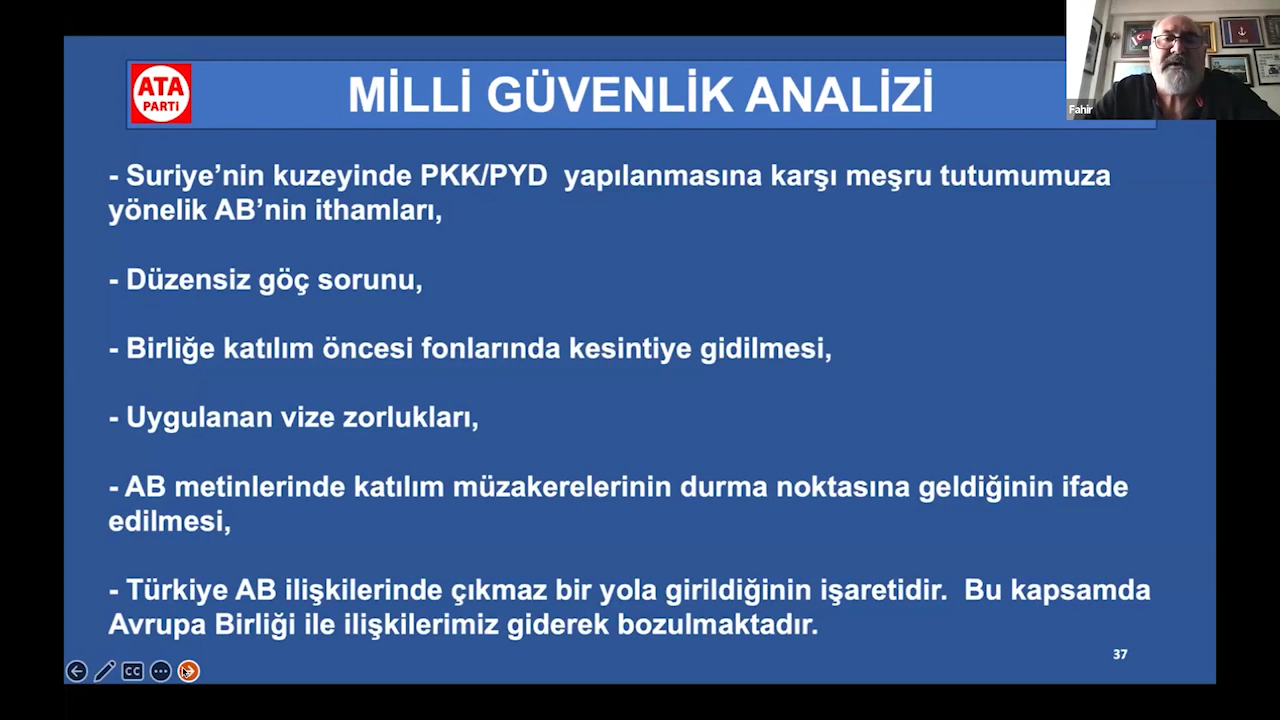 ATA
PARTİ
MİLLİ GÜVENLİK ANALİZİ
Fahir
- Suriye’nin kuzeyinde PKK/PYD  yapılanmasına karşı meşru tutumumuza
yönelik AB’nin ithamları,
- Düzensiz göç sorunu,
- Birliğe katılım öncesi fonlarında kesintiye gidilmesi,
- Uygulanan vize zorlukları,
- AB metinlerinde katılım müzakerelerinin durma noktasına geldiğinin ifade
edilmesi,
- Türkiye AB ilişkilerinde çıkmaz bir yola girildiğinin işaretidir.  Bu kapsamda
Avrupa Birliği ile ilişkilerimiz giderek bozulmaktadır.
37
CC